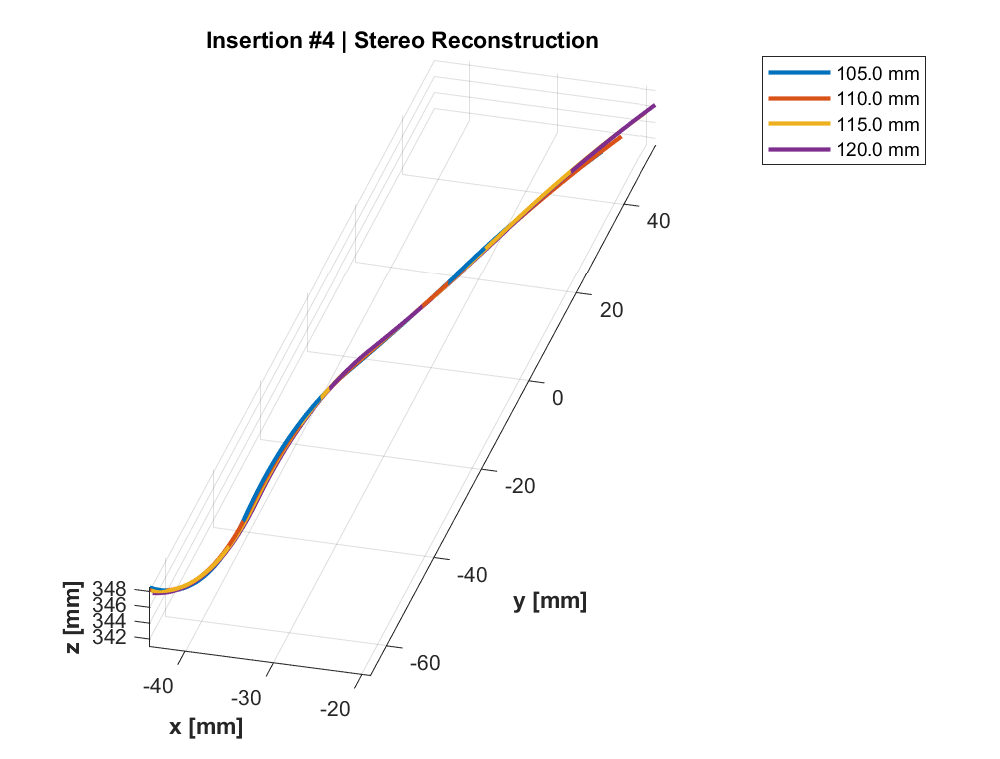 Insertion #4 | Stereo Reconstruction
105.0 mm
110.0 mm
115.0 mm
120.0 mm
40
20
0
-20
-40
-60
y [mm]
348
346
344
342
z [mm]
-40
-30
-20
x [mm]